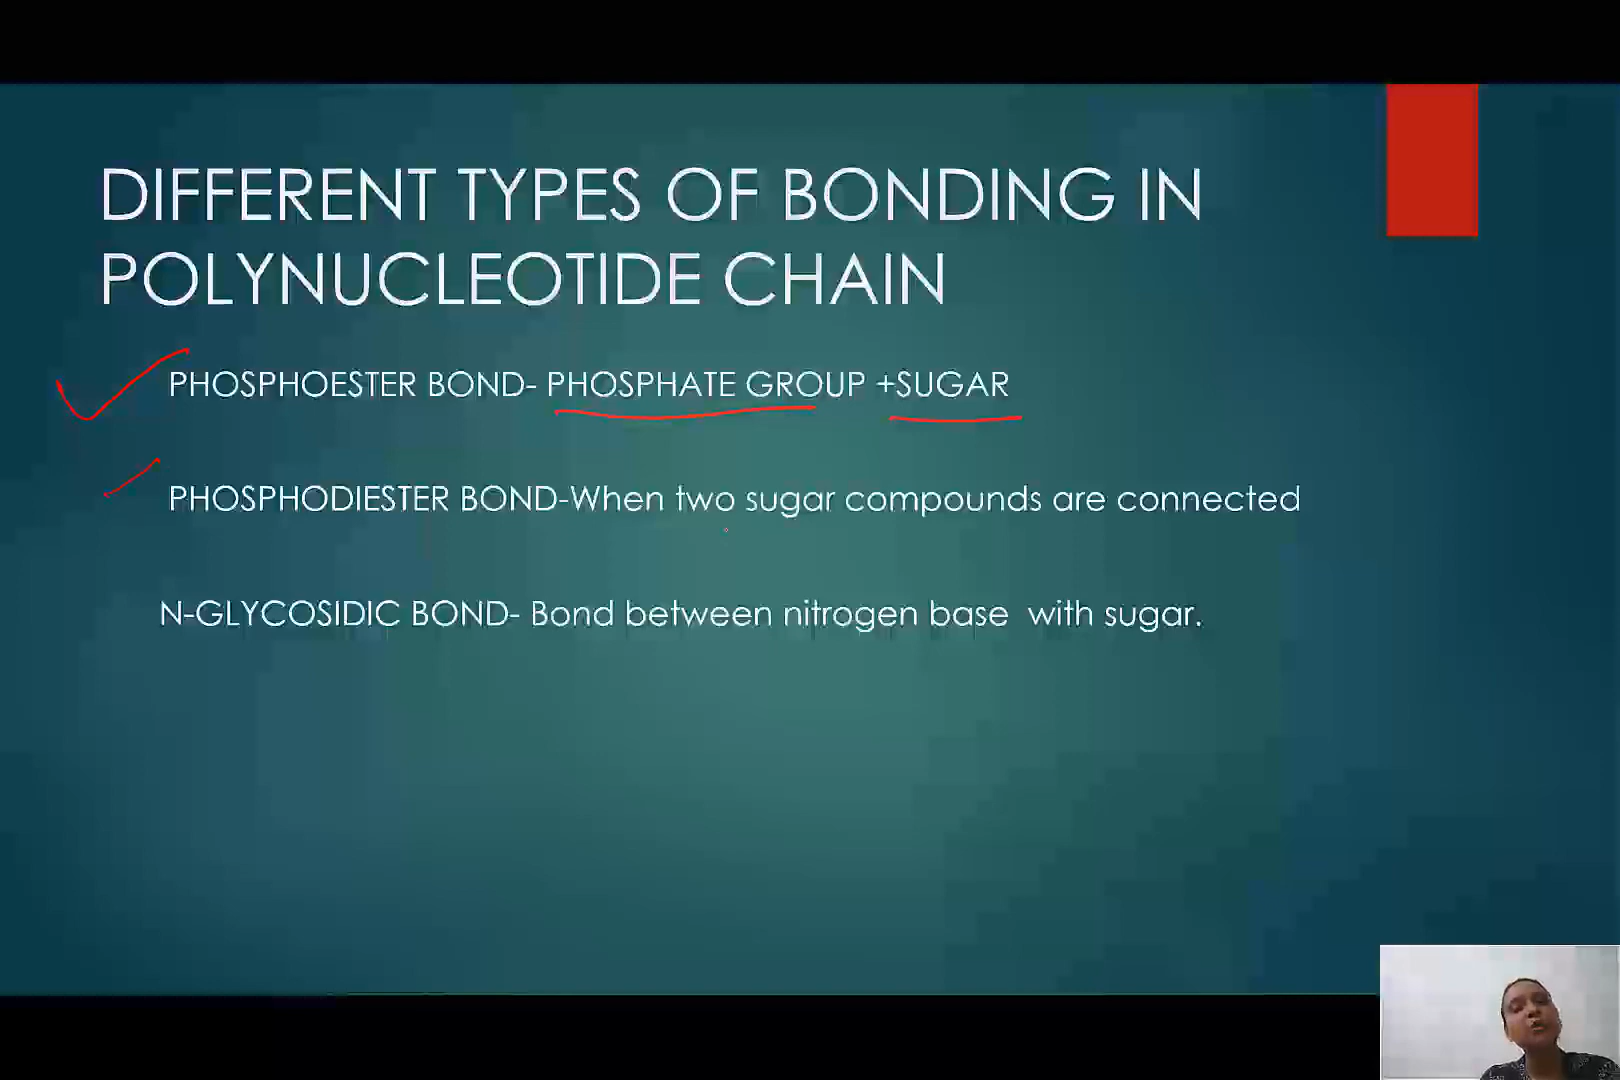 DIFFERENT TYPES OF BONDING IN
POLYNUCLEOTIDE CHAIN
PHOSPHOESTER BOND- PHOSPHATE GROUP +SUGAR
PHOSPHODIESTER BOND-When two sugar compounds are connected
N-GLYCOSIDIC BOND- Bond between nitrogen base with sugar.